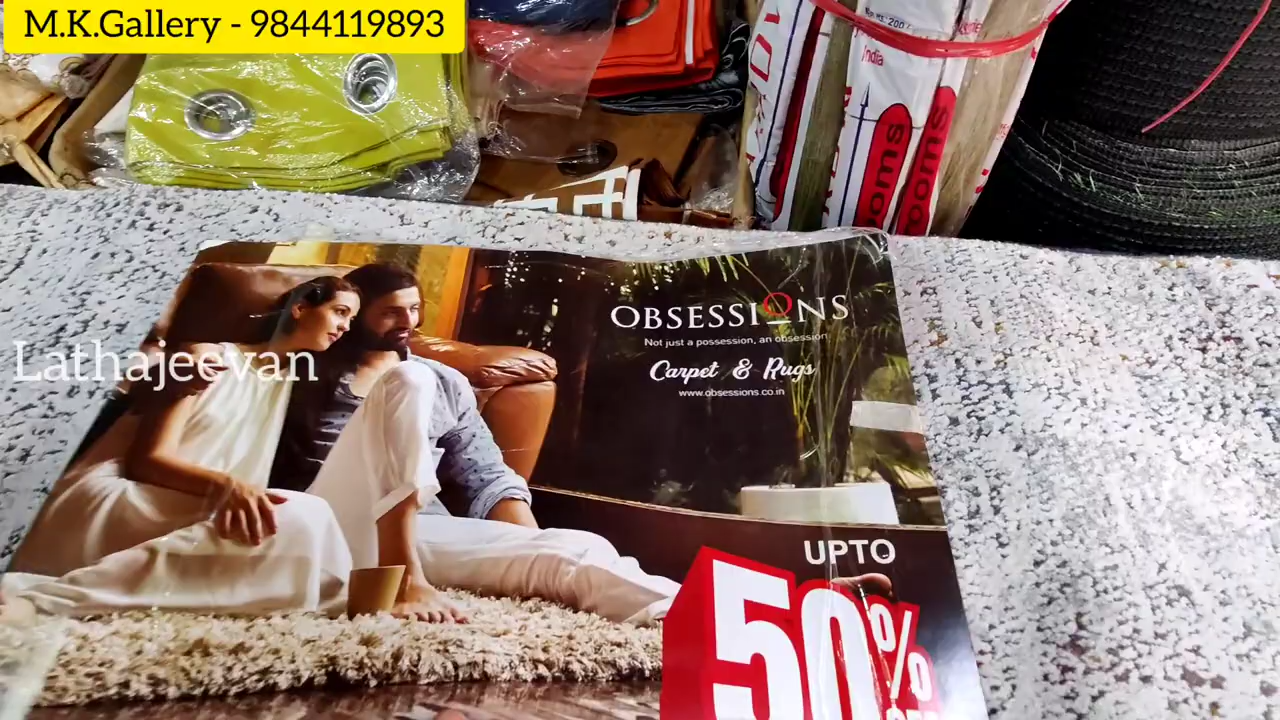 M.K.Gallery - 9844119893
200
India
ooms
ooms
OBSESSIONS
Not just a possession, an obsession
Carpet & Rugs
www.obsessions.co.in
Lathajeevan
UPTO
50%